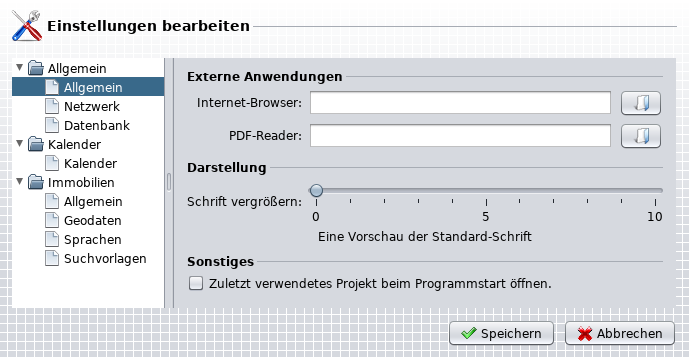 Einstellungen bearbeiten
Allgemein
Allgemein
Netzwerk
Datenbank
Kalender
Kalender
Immobilien
Allgemein
Geodaten
Sprachen
Suchvorlagen
Externe Anwendungen
Internet-Browser:
PDF-Reader:
Darstellung
Schrift vergrößern:
0 5 10
Eine Vorschau der Standard-Schrift
Sonstiges
Zuletzt verwendetes Projekt beim Programmstart öffnen.
Speichern
Abbrechen